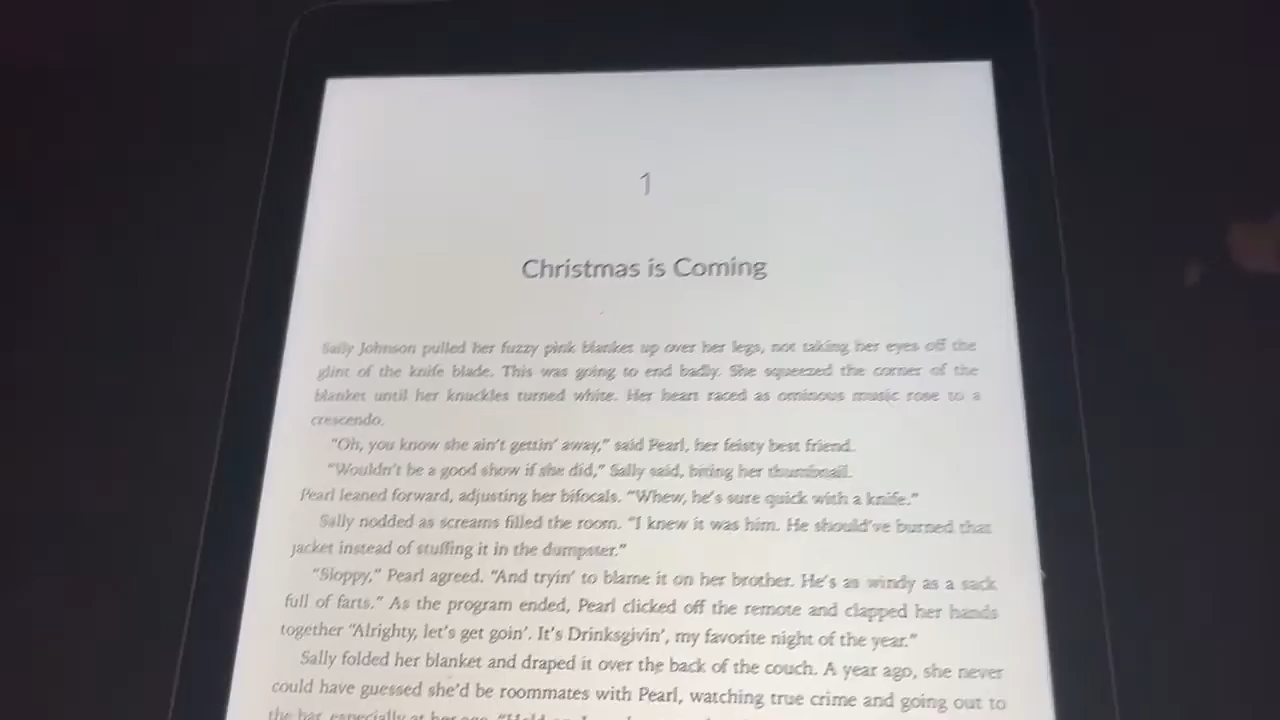 1
Christmas is Coming
Sally Johnson pulled her fuzzy pink blanket up over her legs, not taking her eyes off the
glint of the knife blade. This was going to end badly. She squeezed the corner of the
blanket until her knuckles turned white. Her heart raced as ominous music rose to a
crescendo.
"Oh, you know she ain't gettin' away," said Pearl, her feisty best friend.
"Wouldn't be a good show if she did," Sally said, biting her thumbnail.
Pearl leaned forward, adjusting her bifocals. "Whew, he's sure quick with a knife."
Sally nodded as screams filled the room. "I knew it was him. He should've burned that
jacket instead of stuffing it in the dumpster."
"Sloppy," Pearl agreed. "And tryin' to blame it on her brother. He's as windy as a sack
full of farts." As the program ended, Pearl clicked off the remote and clapped her hands
together "Alrighty, let's get goin'. It's Drinksgivin', my favorite night of the year."
Sally folded her blanket and draped it over the back of the couch. A year ago, she never
could have guessed she'd be roommates with Pearl, watching true crime and going out to
the bar, especially at her age.